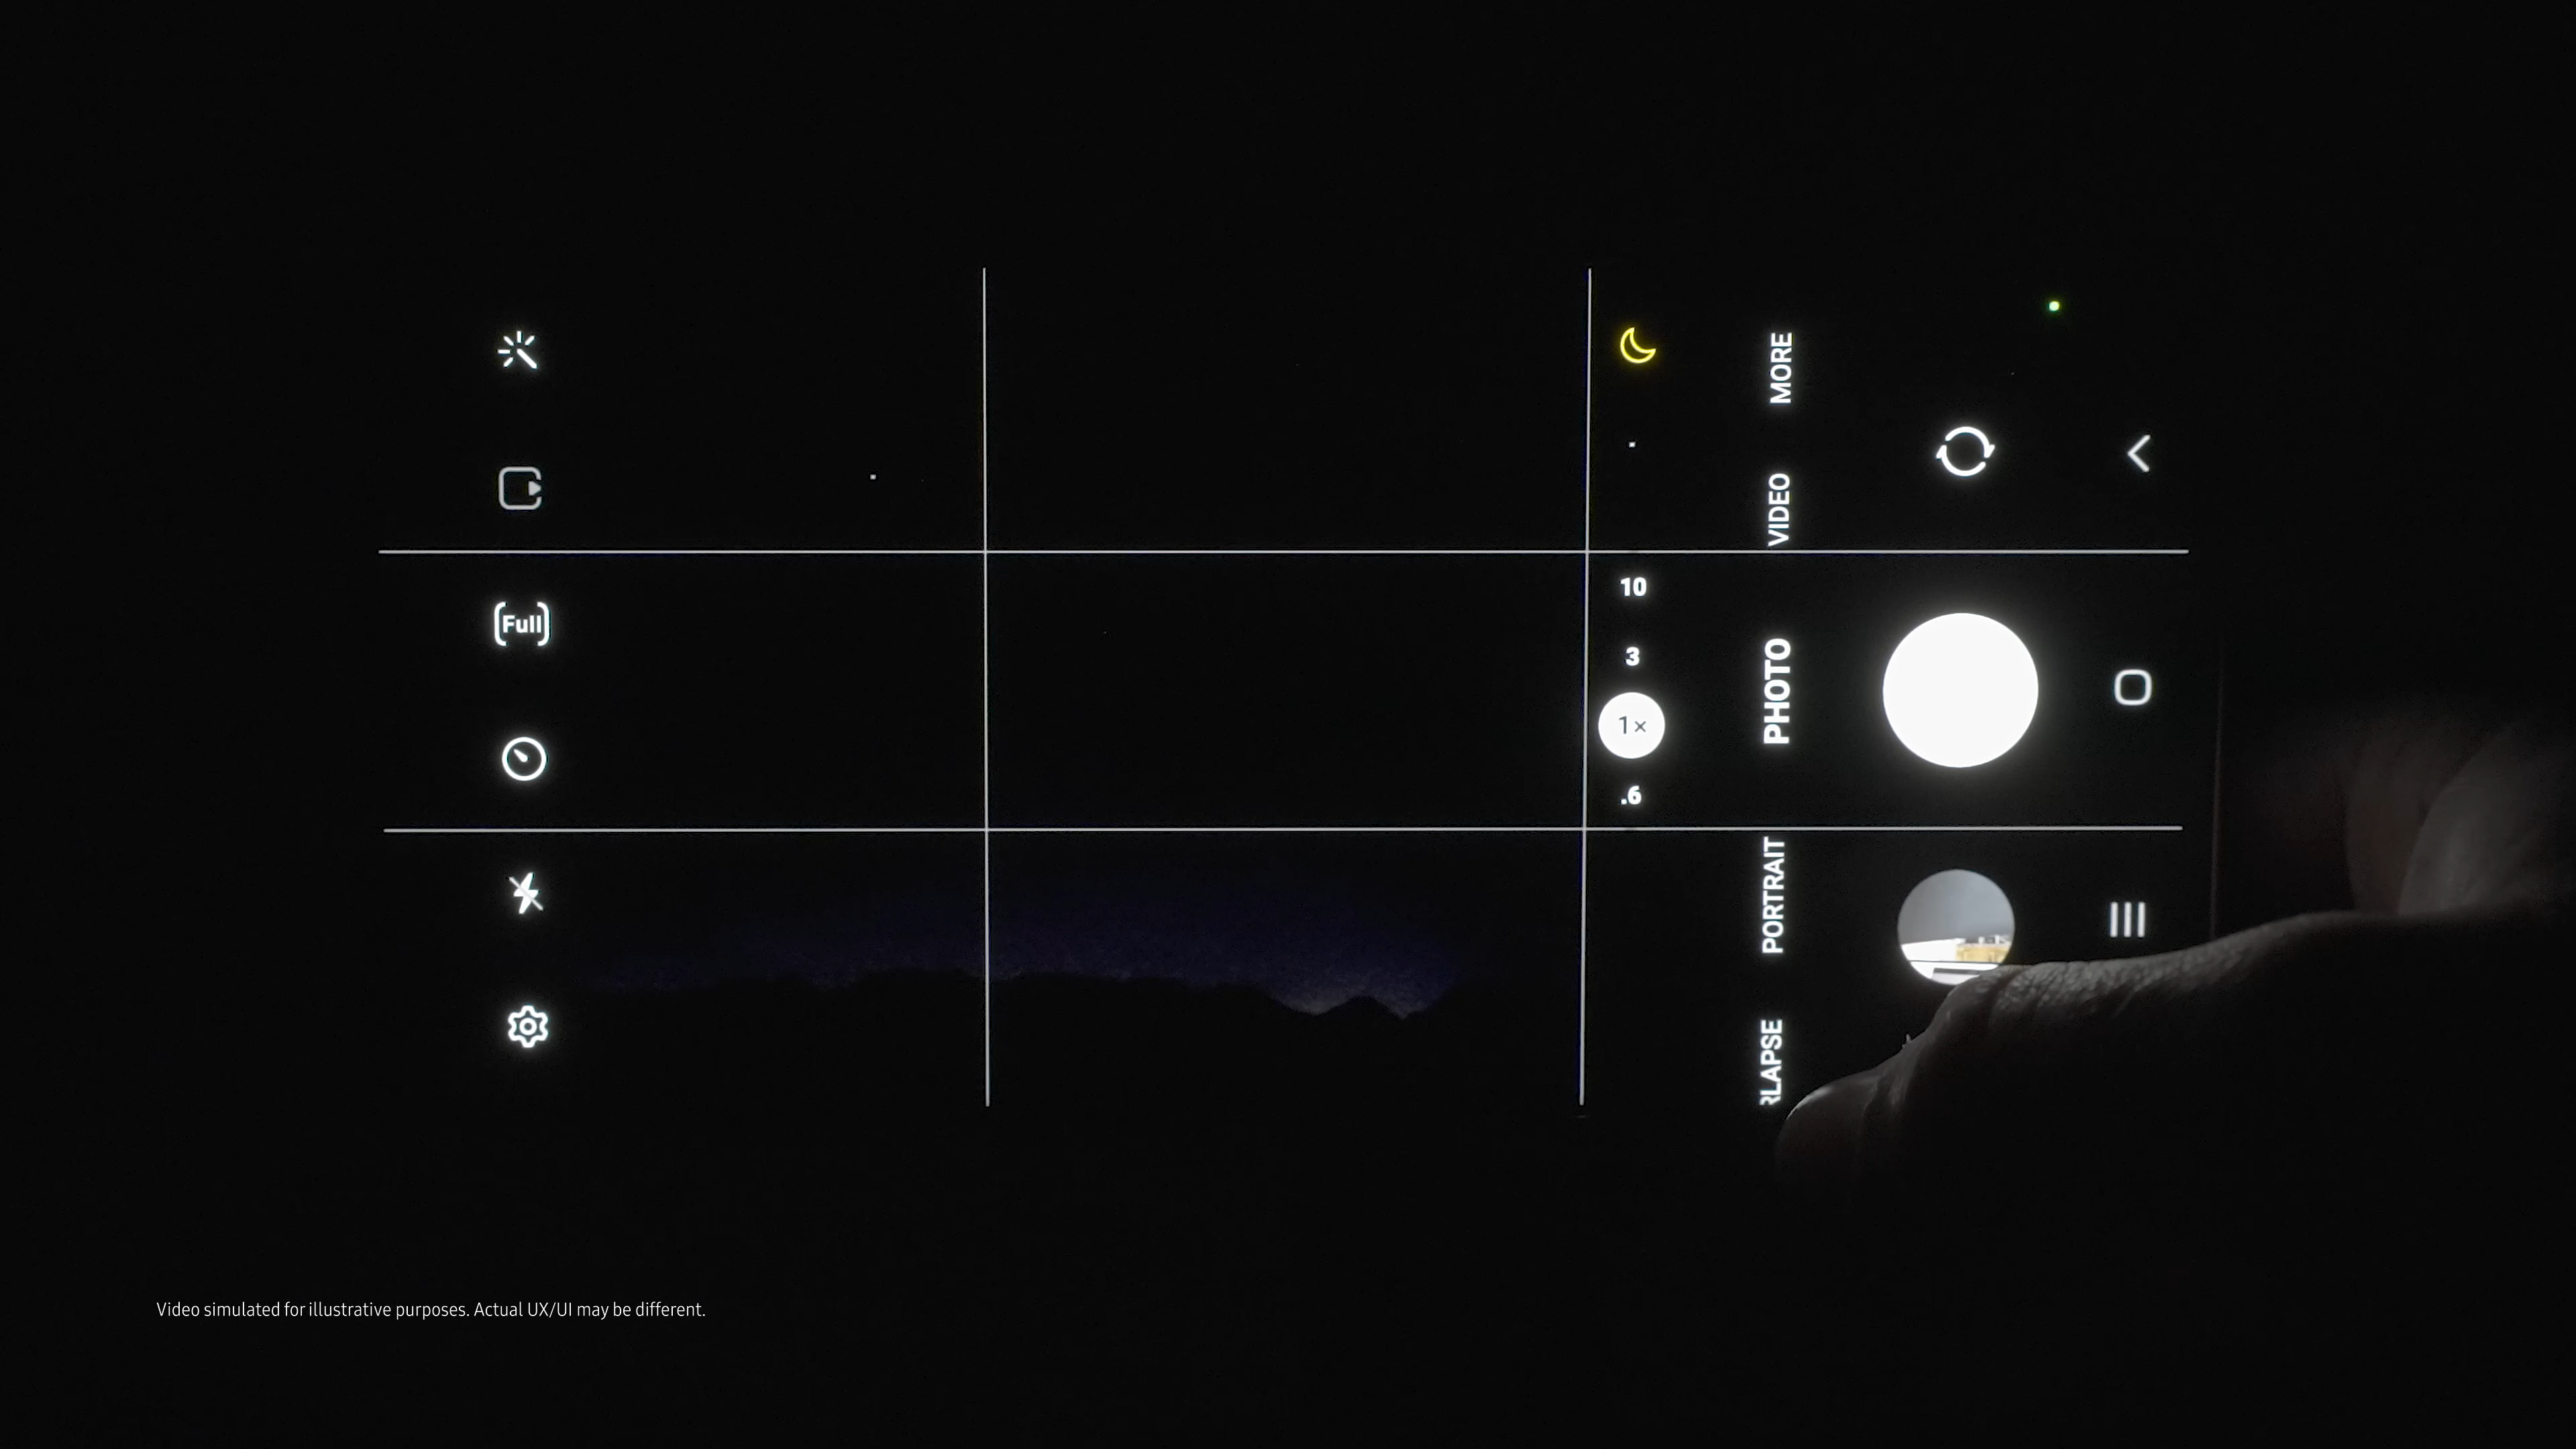 MORE
VIDEO
10
3
PHOTO
Full
1×
.6
PORTRAIT
RLAPSE
Video simulated for illustrative purposes. Actual UX/UI may be different.